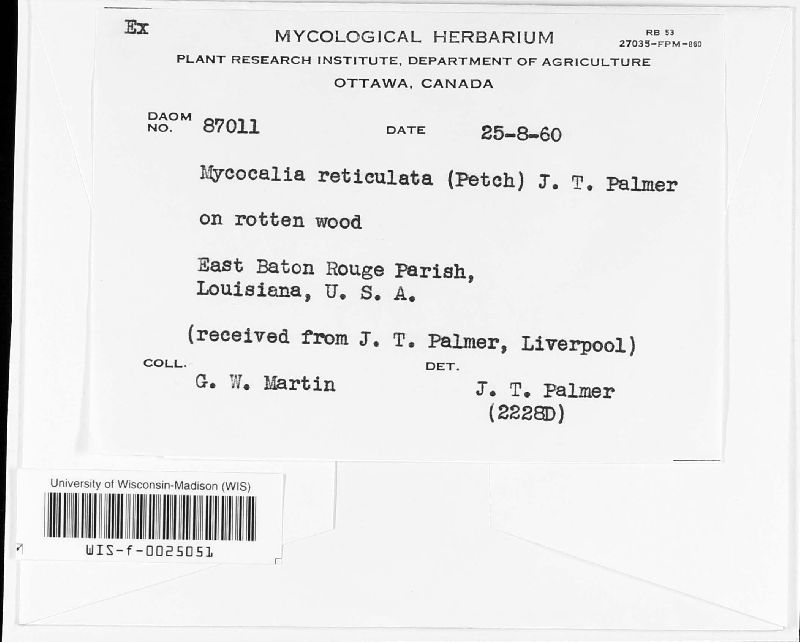 Ex
MYCOLOGICAL HERBARIUM
RB 53
27035-FPM-860
PLANT RESEARCH INSTITUTE, DEPARTMENT OF AGRICULTURE
OTTAWA, CANADA
DAOM NO. 87011 DATE 25-8-60
Mycocalia reticulata (Petch) J. T. Palmer
on rotten wood
East Baton Rouge Parish,
Louisiana, U. S. A.
(received from J. T. Palmer, Liverpool)
COLL. G. W. Martin DET. J. T. Palmer
(2228D)
University of Wisconsin-Madison (WIS)
WIS-f-0025051